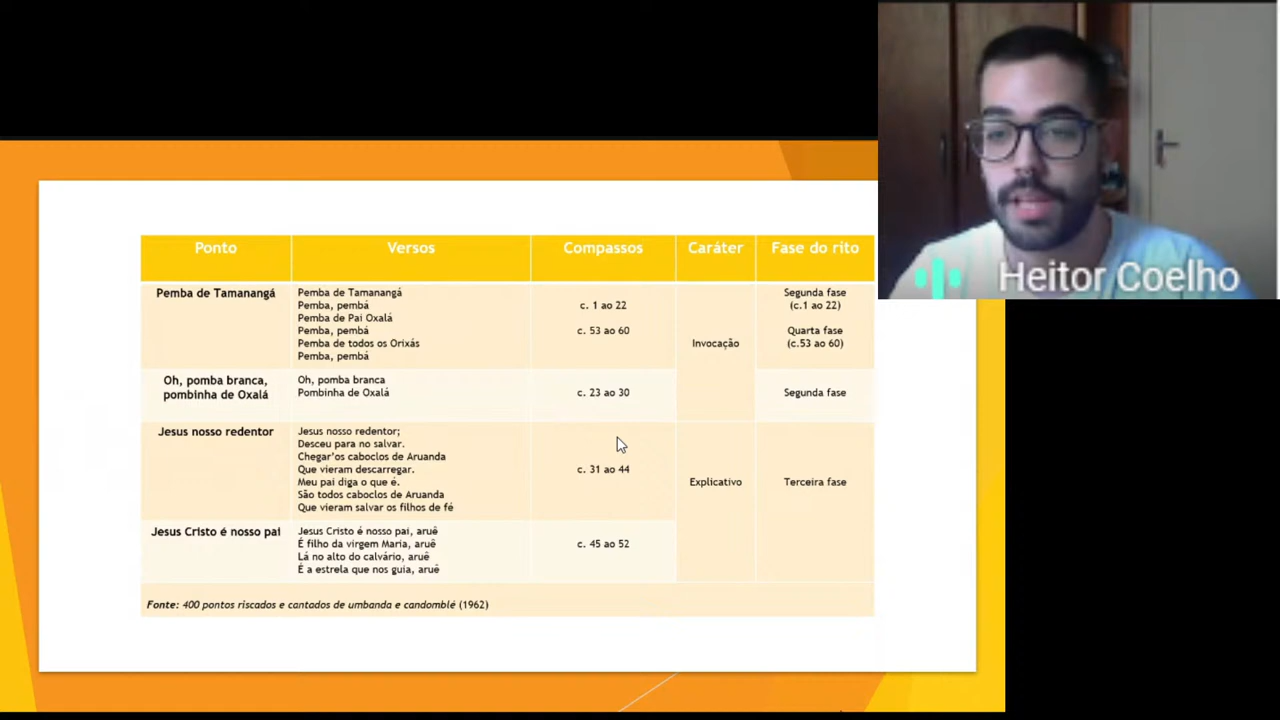 Heitor Coelho
Ponto Versos Compassos Caráter Fase do rito
Pemba de Tamanangá
Pemba de Tamanangá
Pemba, pembá
Pemba de Pai Oxalá
Pemba, pembá
Pemba de todos os Orixás
Pemba, pembá
c. 1 ao 22
c. 53 ao 60
Invocação
Segunda fase
(c.1 ao 22)
Quarta fase
(c.53 ao 60)
Oh, pomba branca,
pombinha de Oxalá
Oh, pomba branca
Pombinha de Oxalá
c. 23 ao 30
Segunda fase
Jesus nosso redentor
Jesus nosso redentor;
Desceu para no salvar.
Chegar'os caboclos de Aruanda
Que vieram descarregar.
Meu pai diga o que é.
São todos caboclos de Aruanda
Que vieram salvar os filhos de fé
c. 31 ao 44
Explicativo
Terceira fase
Jesus Cristo é nosso pai
Jesus Cristo é nosso pai, aruê
É filho da virgem Maria, aruê
Lá no alto do calvário, aruê
É a estrela que nos guia, aruê
c. 45 ao 52
Fonte: 400 pontos riscados e cantados de umbanda e candomblé (1962)